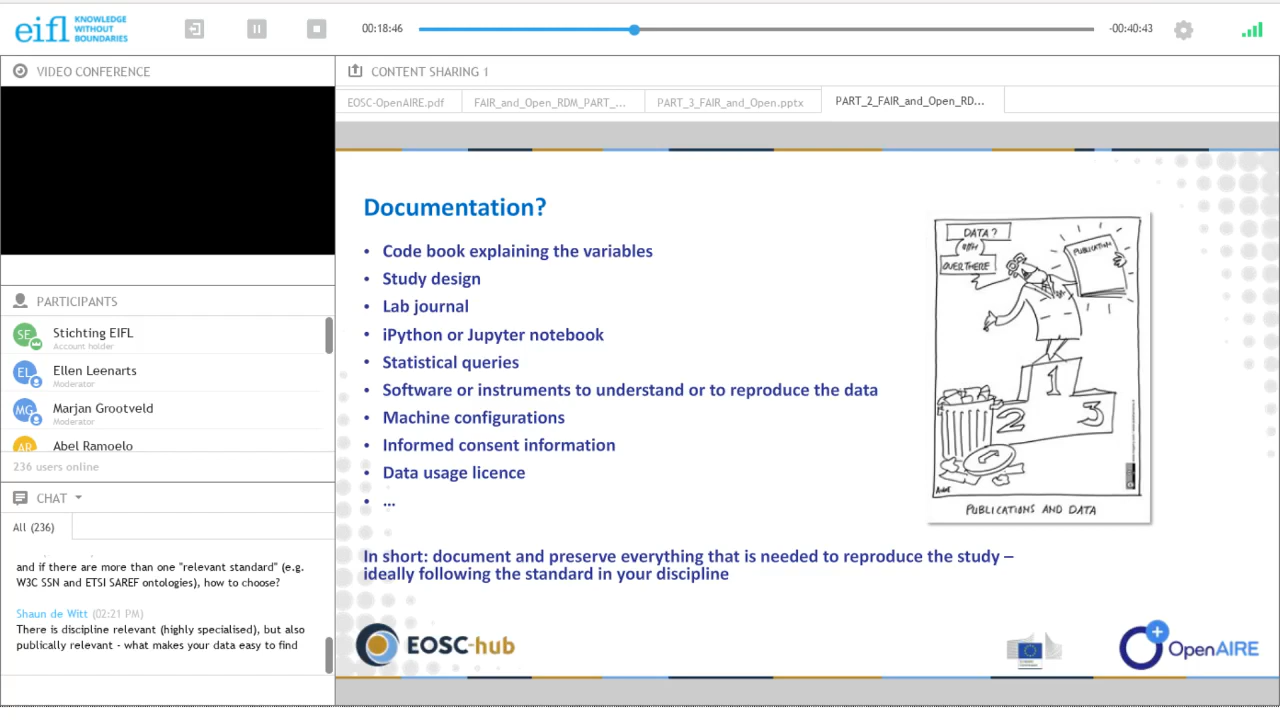 eifl KNOWLEDGE
WITHOUT
BOUNDARIES
00:18:46
-00:40:43
VIDEO CONFERENCE
CONTENT SHARING 1
EOSC-OpenAIRE.pdf
FAIR_and_Open_RDM_PART_...
PART_3_FAIR_and_Open.pptx
PART_2_FAIR_and_Open_RD...
PARTICIPANTS
SE
Stichting EIFL
Account holder
EL
Ellen Leenarts
Moderator
MG
Marjan Grootveld
Moderator
AR
Abel Ramoelo
236 users online
CHAT
All (236)
and if there are more than one "relevant standard" (e.g.
W3C SSN and ETSI SAREF ontologies), how to choose?
Shaun de Witt (02:21 PM)
There is discipline relevant (highly specialised), but also
publically relevant - what makes your data easy to find
Documentation?
• Code book explaining the variables
• Study design
• Lab journal
• iPython or Jupyter notebook
• Statistical queries
• Software or instruments to understand or to reproduce the data
• Machine configurations
• Informed consent information
• Data usage licence
• ...
In short: document and preserve everything that is needed to reproduce the study –
ideally following the standard in your discipline
DATA?
OVER THERE
PUBLICATION
1
2
3
PUBLICATIONS AND DATA
EOSC-hub
OpenAIRE